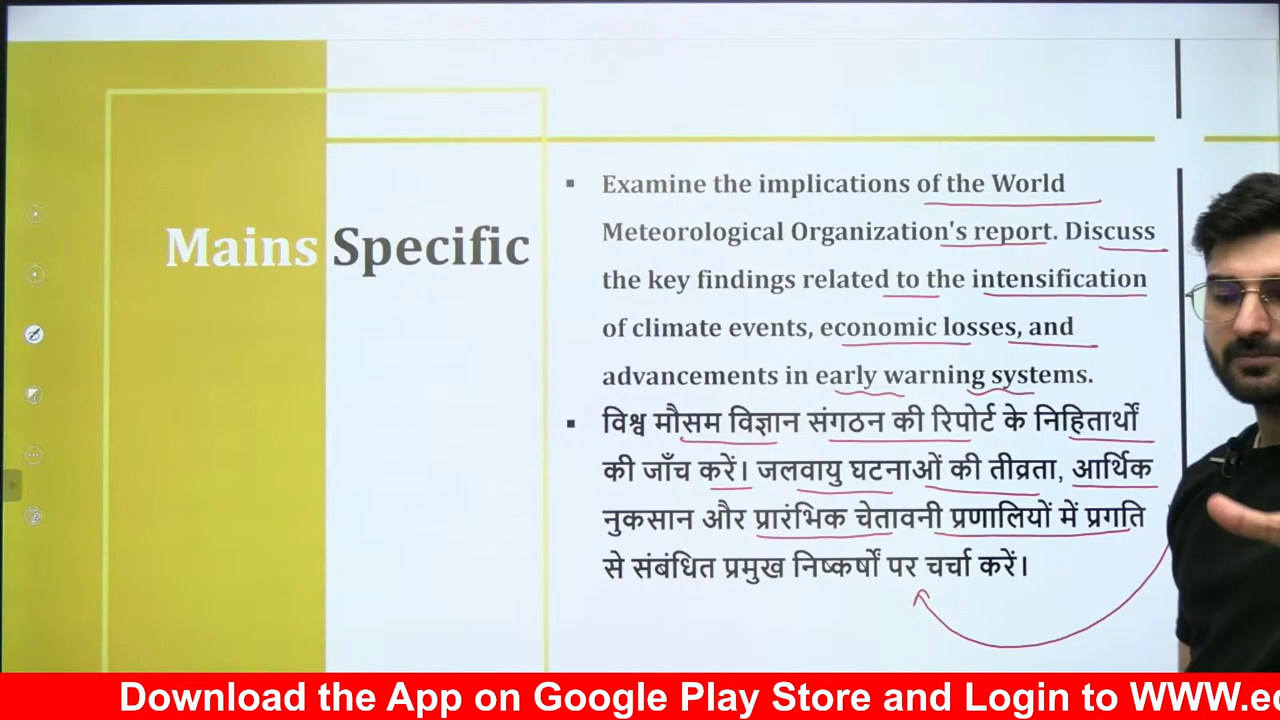 Mains Specific
▪ Examine the implications of the World
Meteorological Organization's report. Discuss
the key findings related to the intensification
of climate events, economic losses, and
advancements in early warning systems.
▪ विश्व मौसम विज्ञान संगठन की रिपोर्ट के निहितार्थों
की जाँच करें। जलवायु घटनाओं की तीव्रता, आर्थिक
नुकसान और प्रारंभिक चेतावनी प्रणालियों में प्रगति
से संबंधित प्रमुख निष्कर्षों पर चर्चा करें।
Download the App on Google Play Store and Login to WWW.e